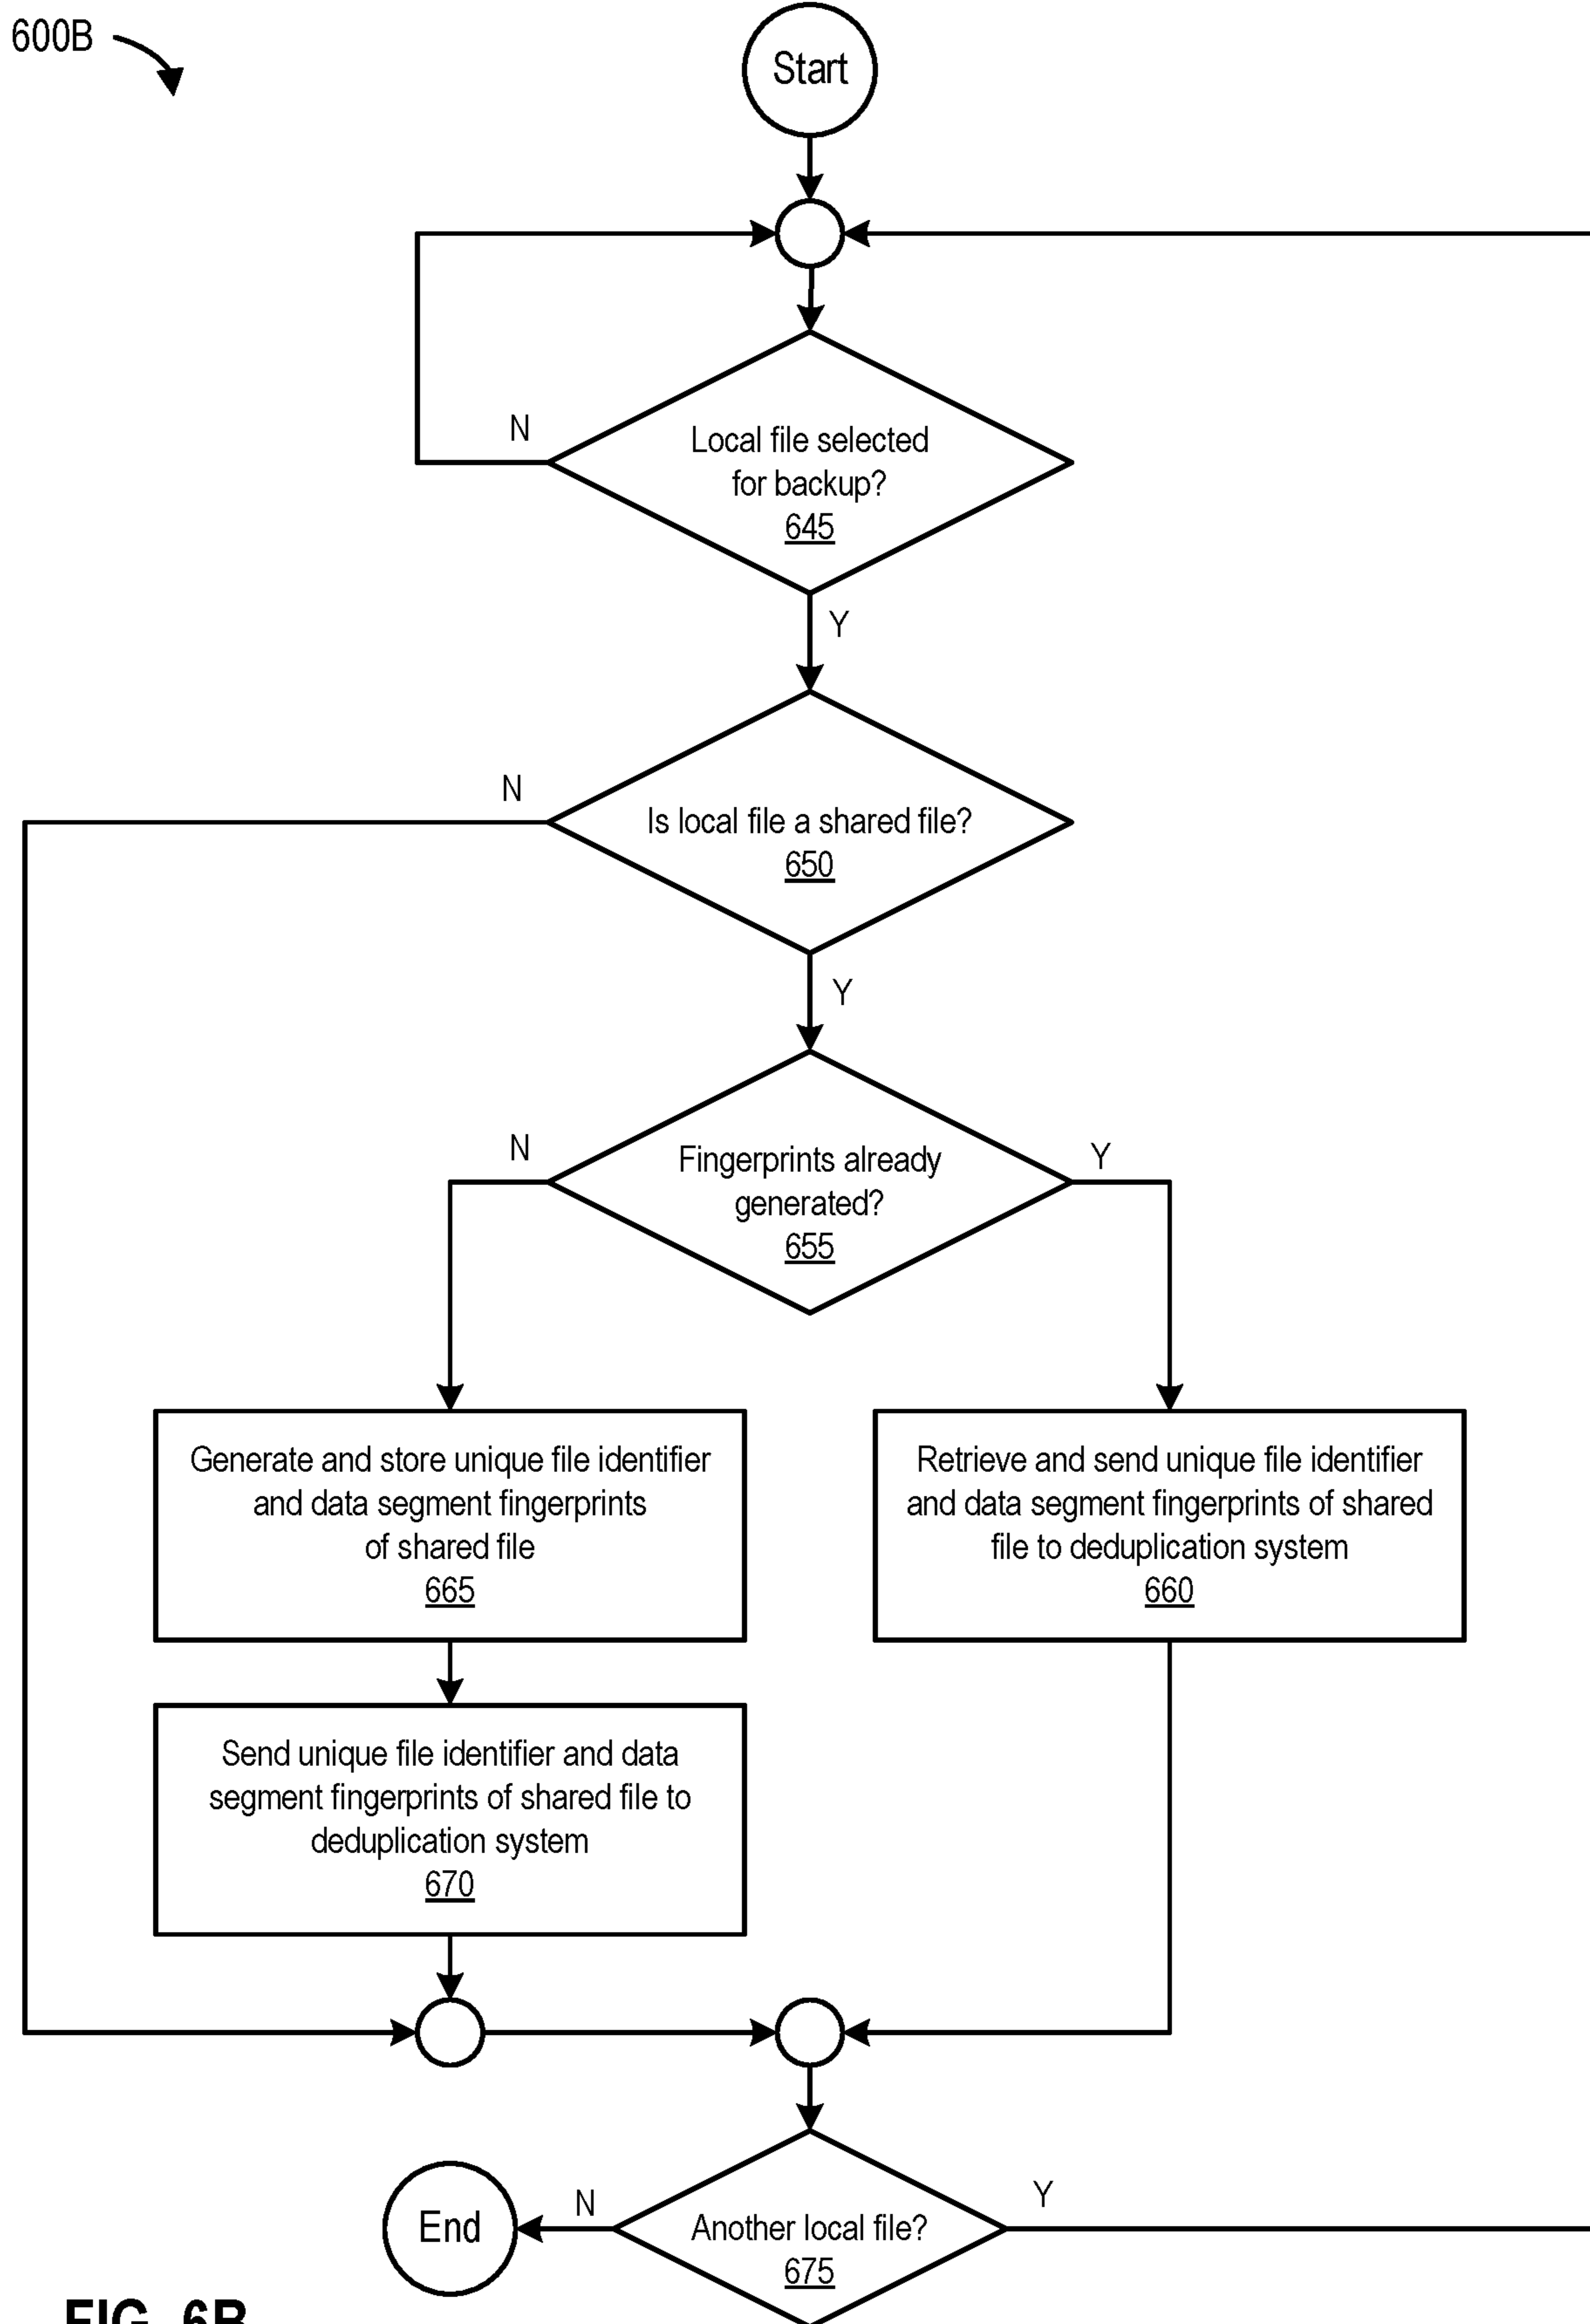 600B
Start
N
Local file selected
for backup?
645
Y
N
Is local file a shared file?
650
Y
N
Fingerprints already
generated?
655
Y
Generate and store unique file identifier
and data segment fingerprints
of shared file
665
Retrieve and send unique file identifier
and data segment fingerprints of shared
file to deduplication system
660
Send unique file identifier and data
segment fingerprints of shared file to
deduplication system
670
End
N
Another local file?
675
Y
FIG. 6B